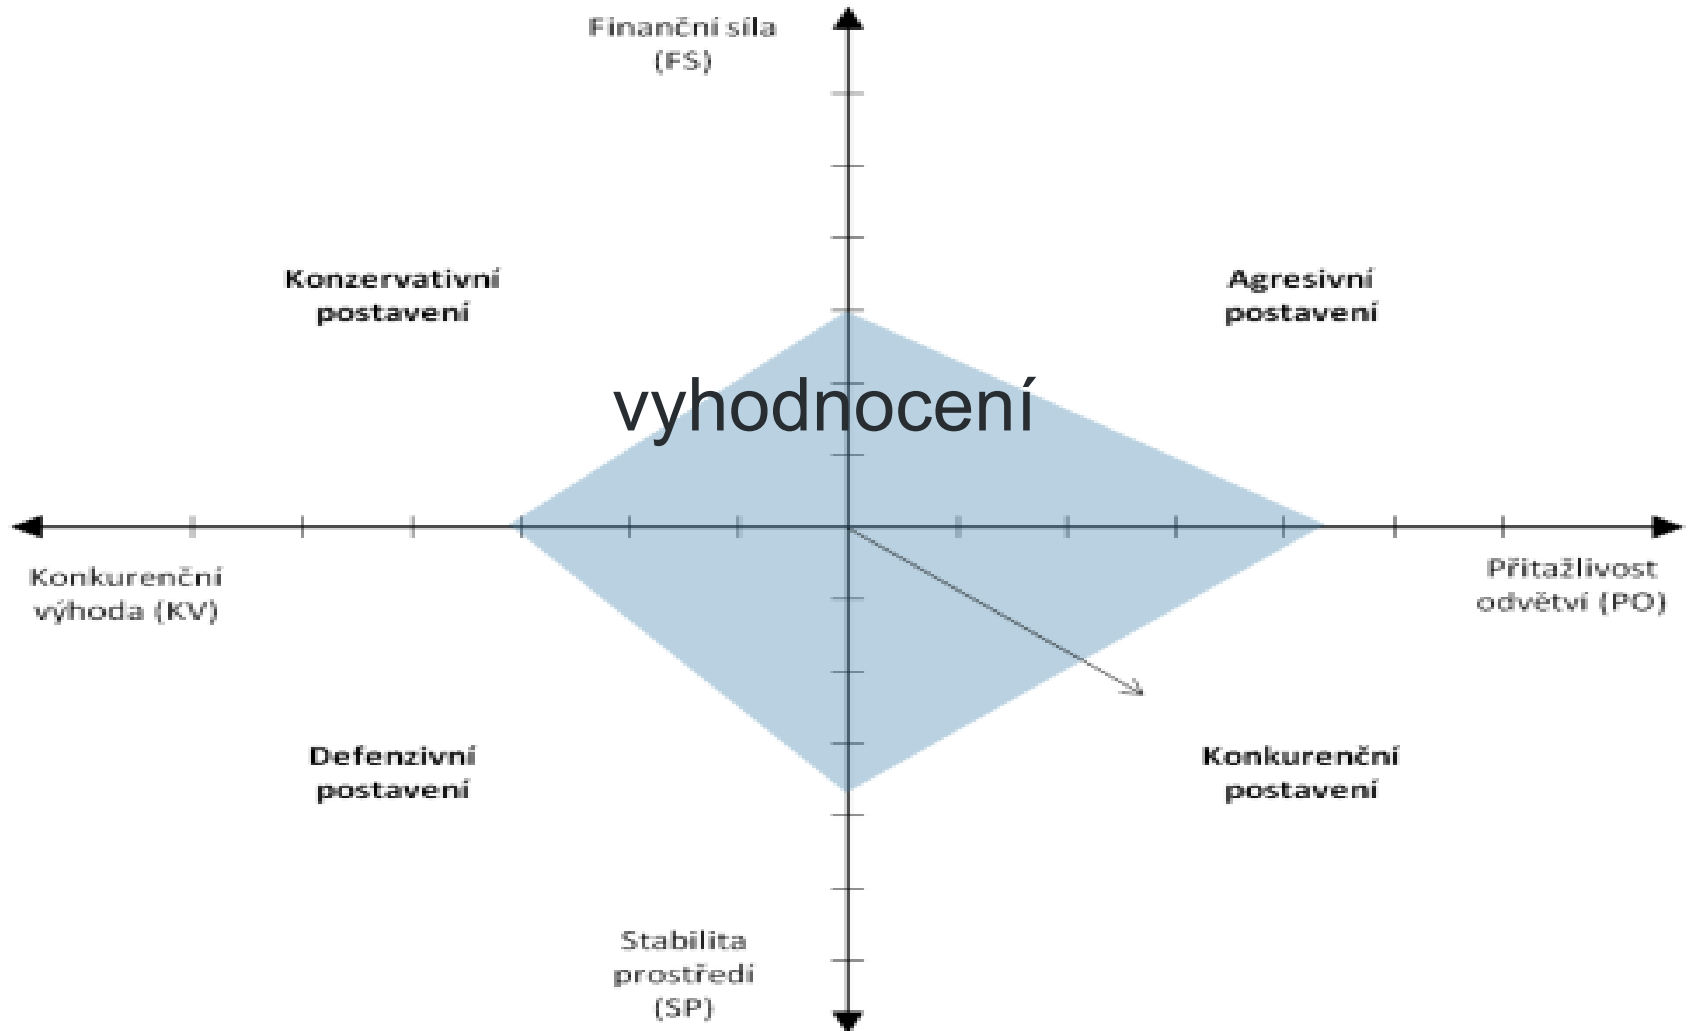 Finanční síla
(FS)
Konzervativní
postavení
Agresivní
postavení
vyhodnocení
Konkurenční
výhoda (KV)
Přitažlivost
odvětví (PO)
Defenzivní
postavení
Konkurenční
postavení
Stabilita
prostředí
(SP)